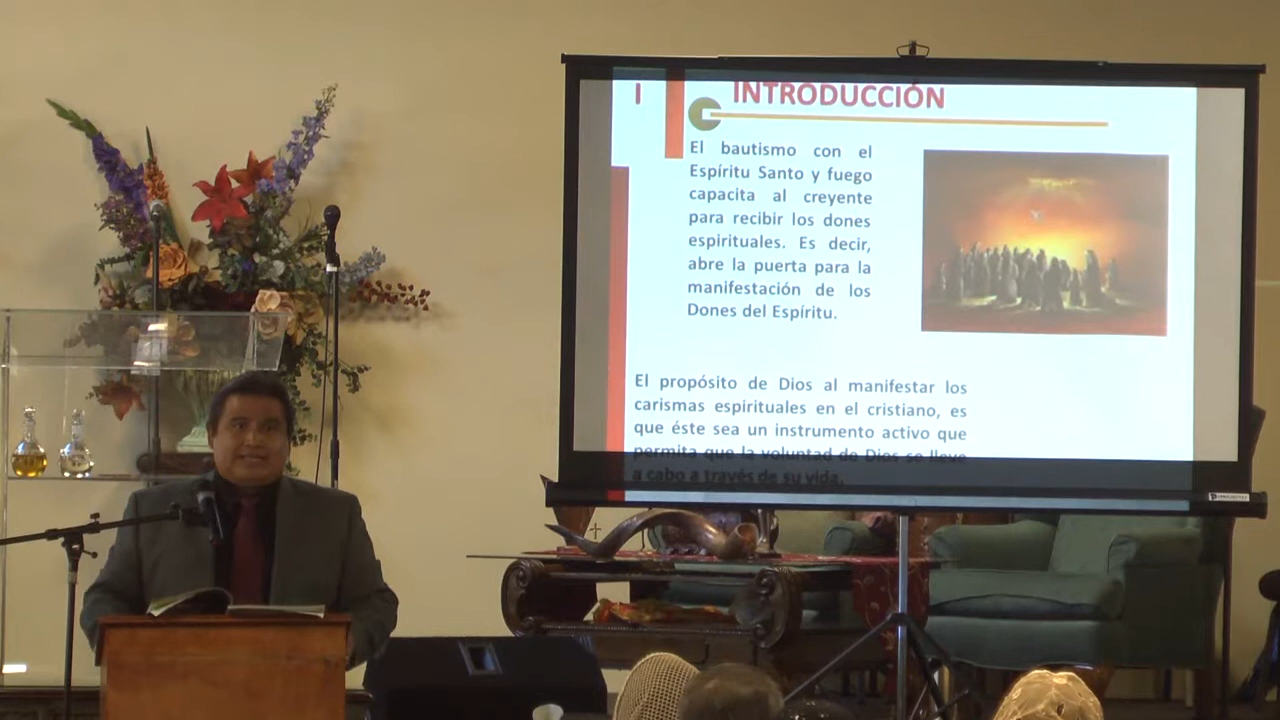 I
INTRODUCCIÓN
El bautismo con el
Espíritu Santo y fuego
capacita al creyente
para recibir los dones
espirituales. Es decir,
abre la puerta para la
manifestación de los
Dones del Espíritu.
El propósito de Dios al manifestar los
carismas espirituales en el cristiano, es
que éste sea un instrumento activo que
permita que la voluntad de Dios se lleve
a cabo a través de su vida.